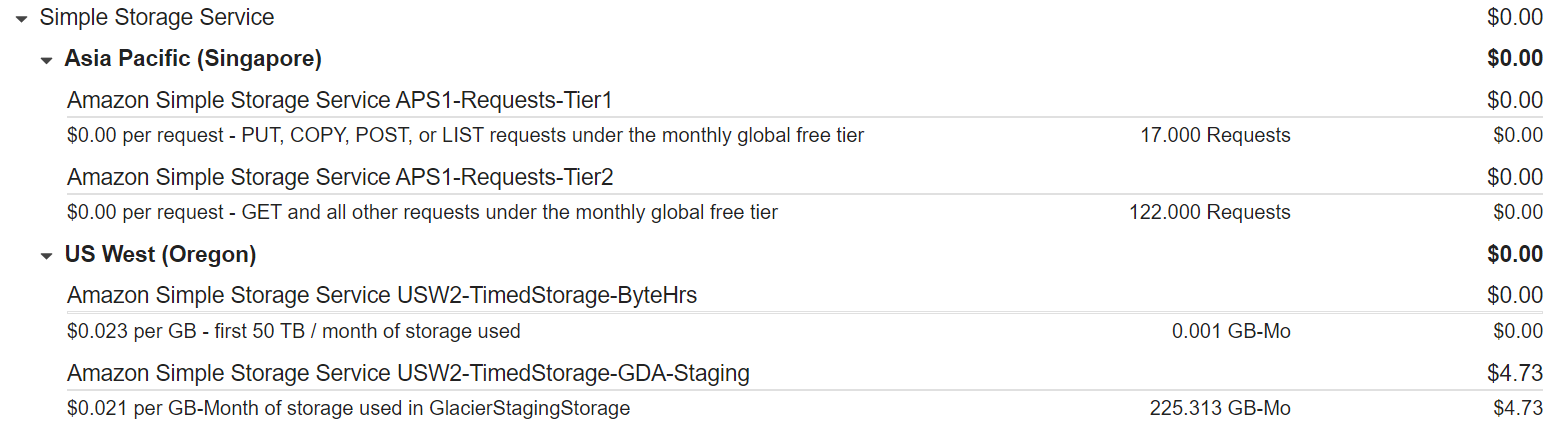 Simple Storage Service $0.00
Asia Pacific (Singapore) $0.00
Amazon Simple Storage Service APS1-Requests-Tier1 $0.00
$0.00 per request - PUT, COPY, POST, or LIST requests under the monthly global free tier 17.000 Requests $0.00
Amazon Simple Storage Service APS1-Requests-Tier2 $0.00
$0.00 per request - GET and all other requests under the monthly global free tier 122.000 Requests $0.00
US West (Oregon) $0.00
Amazon Simple Storage Service USW2-TimedStorage-ByteHrs $0.00
$0.023 per GB - first 50 TB / month of storage used 0.001 GB-Mo $0.00
Amazon Simple Storage Service USW2-TimedStorage-GDA-Staging $4.73
$0.021 per GB-Month of storage used in GlacierStagingStorage 225.313 GB-Mo $4.73